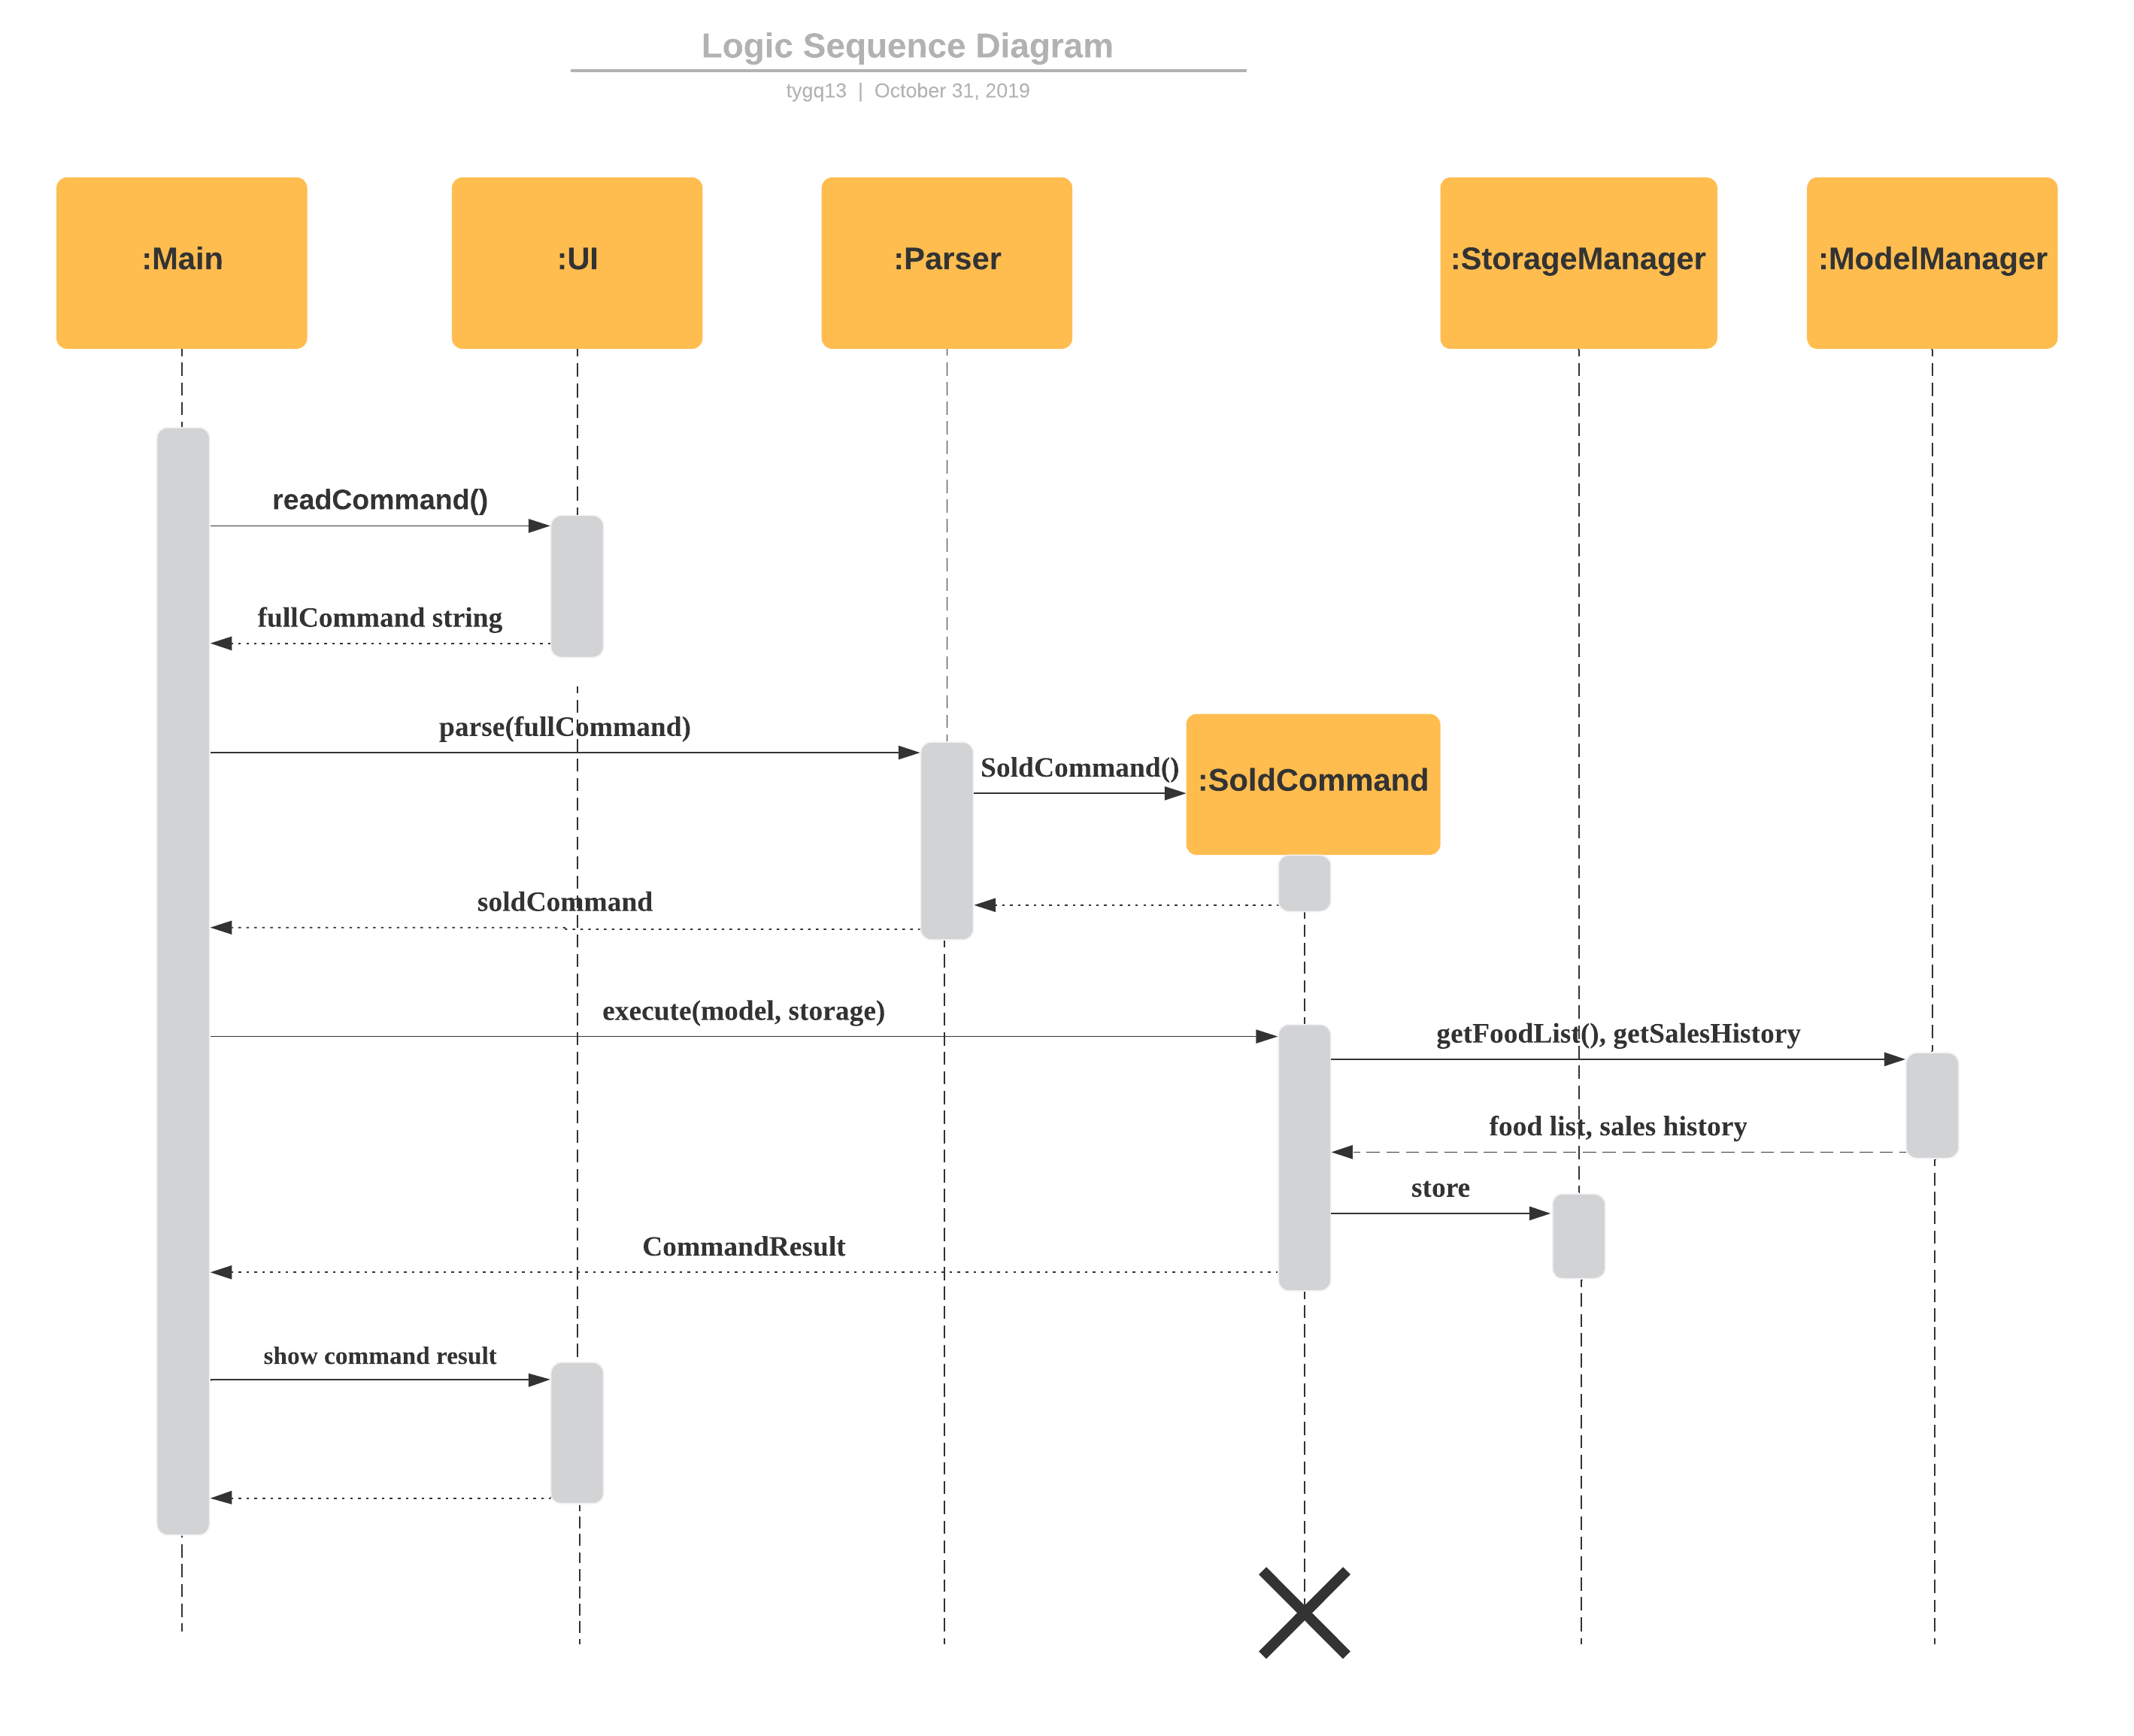 Logic Sequence Diagram
tygq13 | October 31, 2019
:Main
:UI
:Parser
:StorageManager
:ModelManager
readCommand()
fullCommand string
parse(fullCommand)
SoldCommand()
:SoldCommand
soldCommand
execute(model, storage)
getFoodList(), getSalesHistory
food list, sales history
store
CommandResult
show command result